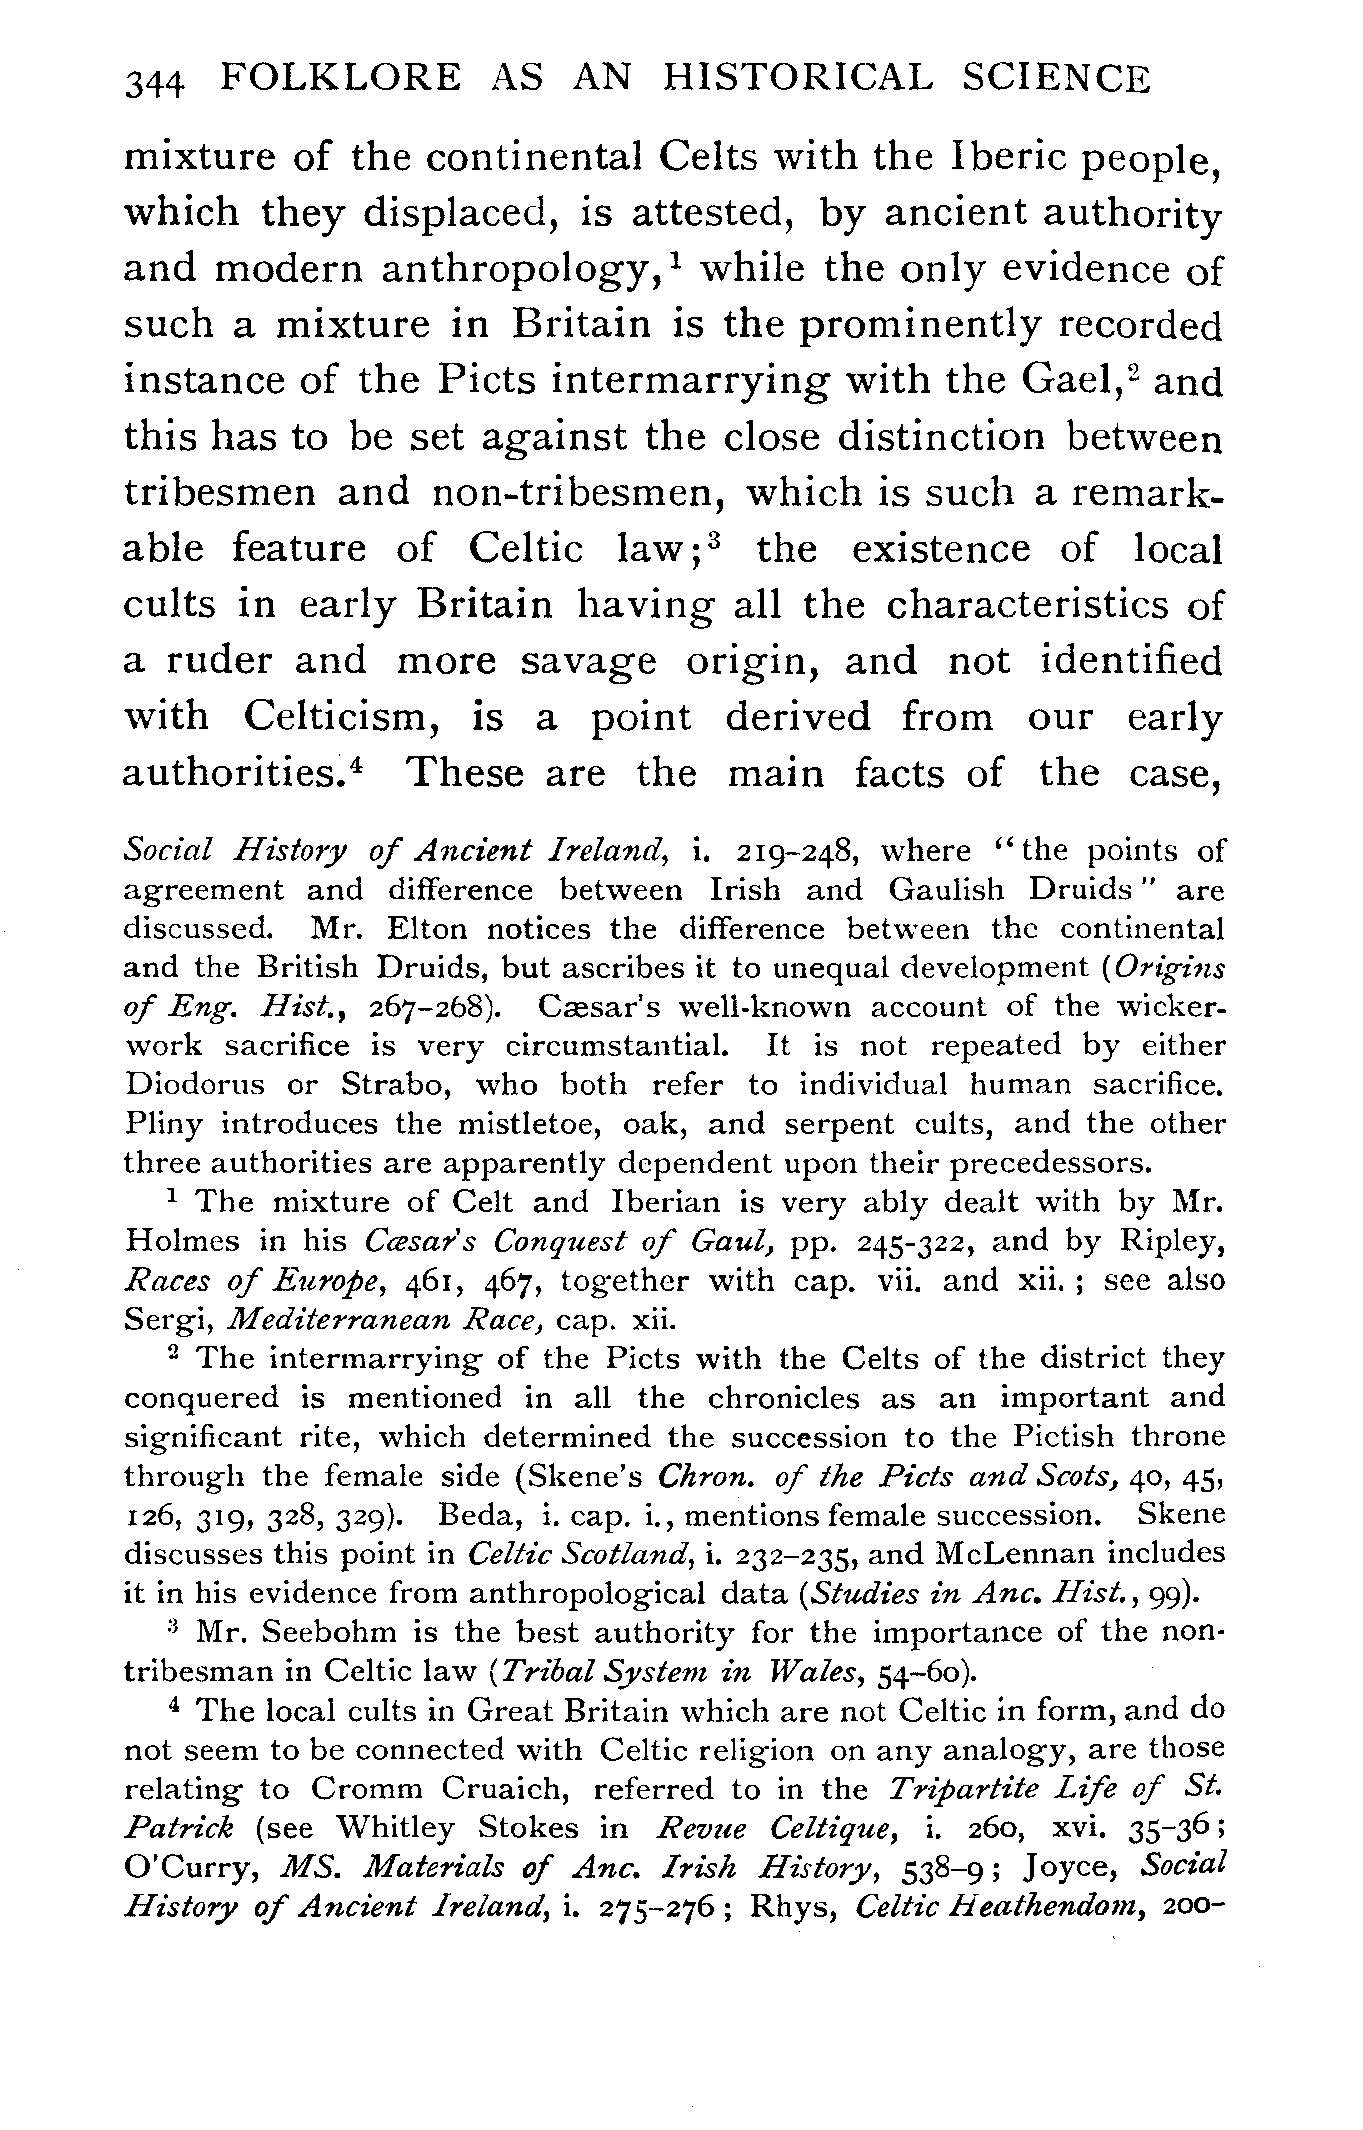 344 FOLKLORE AS AN HISTORICAL SCIENCE
mixture of the continental Celts with the Iberic people,
which they displaced, is attested, by ancient authority
and modern anthropology,¹ while the only evidence of
such a mixture in Britain is the prominently recorded
instance of the Picts intermarrying with the Gael,² and
this has to be set against the close distinction between
tribesmen and non-tribesmen, which is such a remark-
able feature of Celtic law;³ the existence of local
cults in early Britain having all the characteristics of
a ruder and more savage origin, and not identified
with Celticism, is a point derived from our early
authorities.⁴ These are the main facts of the case,
Social History of Ancient Ireland, i. 219–248, where "the points of
agreement and difference between Irish and Gaulish Druids" are
discussed. Mr. Elton notices the difference between the continental
and the British Druids, but ascribes it to unequal development (Origins
of Eng. Hist., 267–268). Cæsar's well-known account of the wicker-
work sacrifice is very circumstantial. It is not repeated by either
Diodorus or Strabo, who both refer to individual human sacrifice.
Pliny introduces the mistletoe, oak, and serpent cults, and the other
three authorities are apparently dependent upon their precedessors.
¹ The mixture of Celt and Iberian is very ably dealt with by Mr.
Holmes in his Cæsar's Conquest of Gaul, pp. 245-322, and by Ripley,
Races of Europe, 461, 467, together with cap. vii. and xii.; see also
Sergi, Mediterranean Race, cap. xii.
² The intermarrying of the Picts with the Celts of the district they
conquered is mentioned in all the chronicles as an important and
significant rite, which determined the succession to the Pictish throne
through the female side (Skene's Chron. of the Picts and Scots, 40, 45,
126, 319, 328, 329). Beda, i. cap. i., mentions female succession. Skene
discusses this point in Celtic Scotland, i. 232–235, and McLennan includes
it in his evidence from anthropological data (Studies in Anc. Hist., 99).
³ Mr. Seebohm is the best authority for the importance of the non-
tribesman in Celtic law (Tribal System in Wales, 54–60).
⁴ The local cults in Great Britain which are not Celtic in form, and do
not seem to be connected with Celtic religion on any analogy, are those
relating to Cromm Cruaich, referred to in the Tripartite Life of St.
Patrick (see Whitley Stokes in Revue Celtique, i. 260, xvi. 35–36;
O'Curry, MS. Materials of Anc. Irish History, 538–9; Joyce, Social
History of Ancient Ireland, i. 275–276; Rhys, Celtic Heathendom, 200–